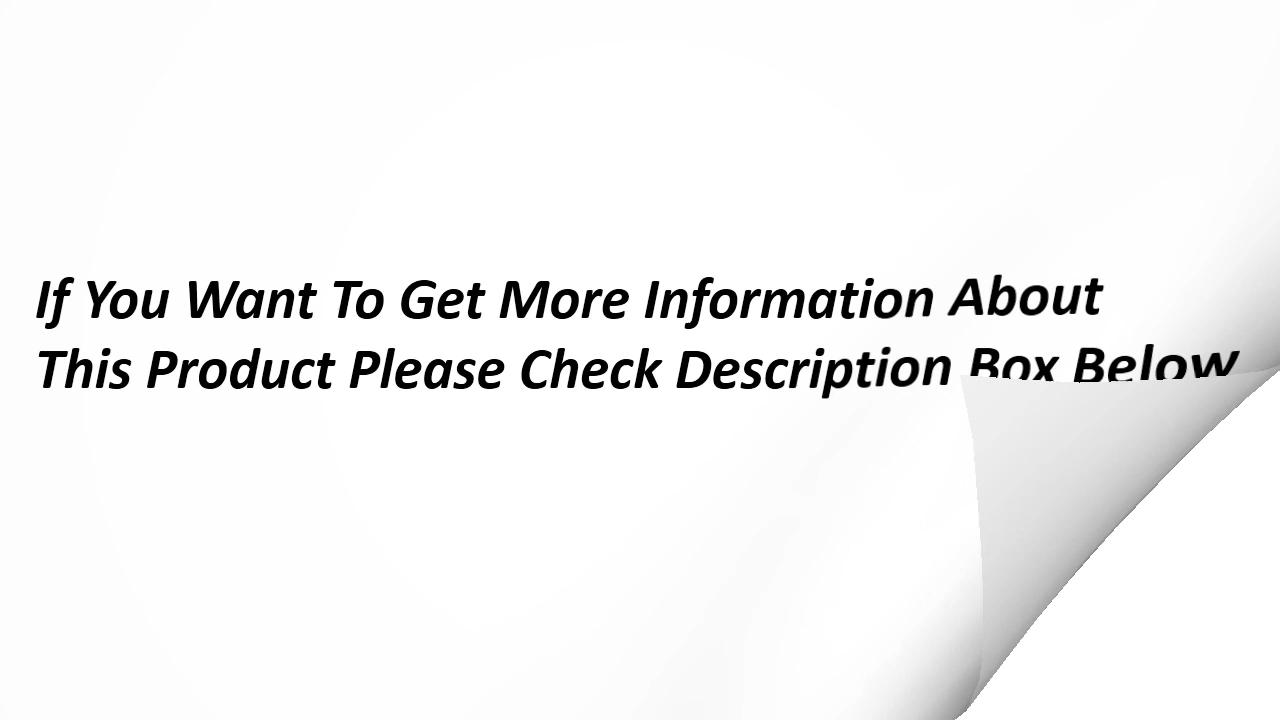 If You Want To Get More Information About
This Product Please Check Description Box Below